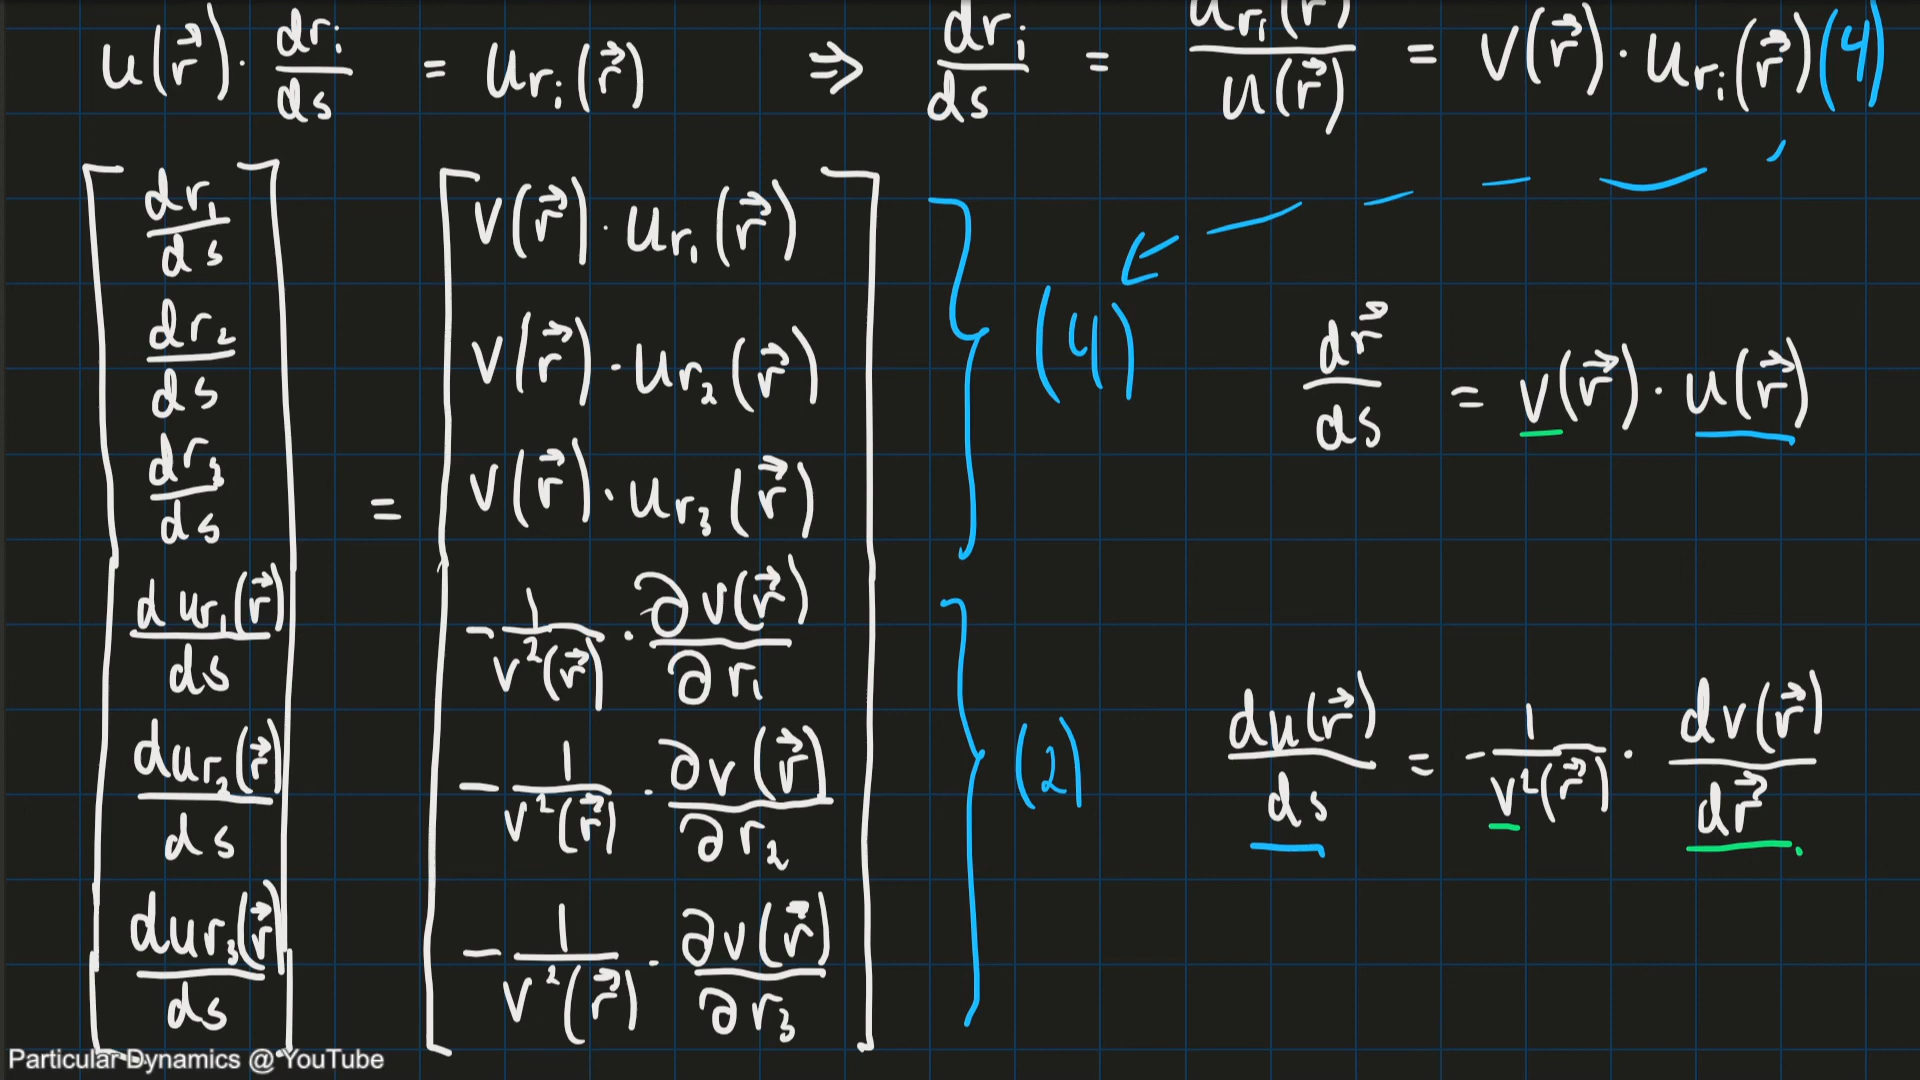 u(r⃗) · dr_i/ds = u_{r_i}(r⃗) ⇒ dr_i/ds = u_{r_i}(r⃗)/u(r⃗) = v(r⃗) · u_{r_i}(r⃗) (4)
dr_1/ds v(r⃗) · u_{r_1}(r⃗)
dr_2/ds v(r⃗) · u_{r_2}(r⃗) (4) dr⃗/ds = v(r⃗) · u(r⃗)
dr_3/ds = v(r⃗) · u_{r_3}(r⃗)
du_{r_1}(r⃗)/ds -1/v²(r⃗) · ∂v(r⃗)/∂r_1
du_{r_2}(r⃗)/ds -1/v²(r⃗) · ∂v(r⃗)/∂r_2 (2) du(r⃗)/ds = -1/v²(r⃗) · dv(r⃗)/dr⃗
du_{r_3}(r⃗)/ds -1/v²(r⃗) · ∂v(r⃗)/∂r_3
Particular Dynamics @ YouTube